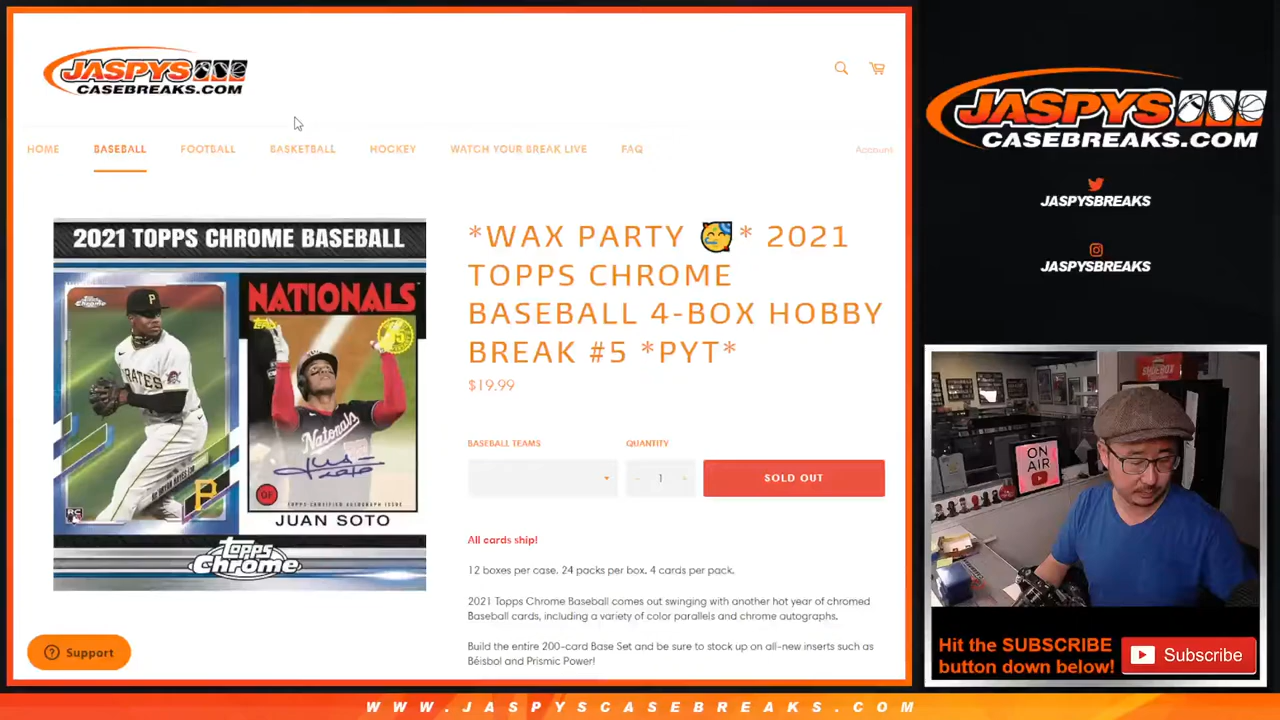 JASPYS
CASEBREAKS.COM
HOME
BASEBALL
FOOTBALL
BASKETBALL
HOCKEY
WATCH YOUR BREAK LIVE
FAQ
Account
2021 TOPPS CHROME BASEBALL
NATIONALS
PIRATES
P
RC
Nationals
JUAN SOTO
topps
Chrome
*WAX PARTY 🥳* 2021
TOPPS CHROME
BASEBALL 4-BOX HOBBY
BREAK #5 *PYT*
$19.99
BASEBALL TEAMS
QUANTITY
- 1 +
SOLD OUT
All cards ship!
12 boxes per case. 24 packs per box. 4 cards per pack.
2021 Topps Chrome Baseball comes out swinging with another hot year of chromed
Baseball cards, including a variety of color parallels and chrome autographs.
Build the entire 200-card Base Set and be sure to stock up on all-new inserts such as
Béisbol and Prismic Power!
? Support
JASPYS
CASEBREAKS.COM
JASPYSBREAKS
JASPYSBREAKS
SHOEBOX
ON
AIR
Hit the SUBSCRIBE
button down below!
Subscribe
WWW.JASPYSCASEBREAKS.COM